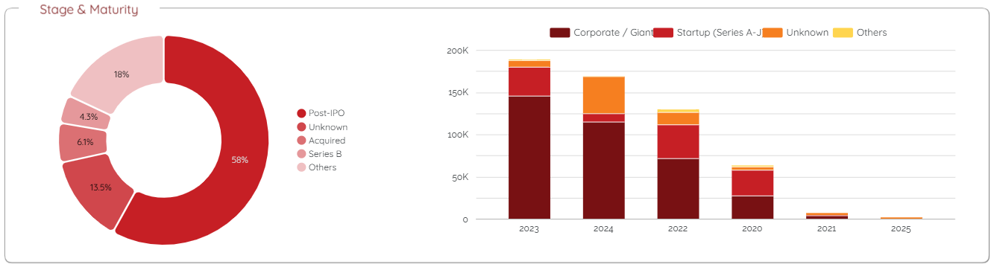 Stage & Maturity
18%
4.3%
6.1%
13.5%
58%
Post-IPO
Unknown
Acquired
Series B
Others
Corporate / Giant Startup (Series A-J Unknown Others
200K
150K
100K
50K
0
2023 2024 2022 2020 2021 2025